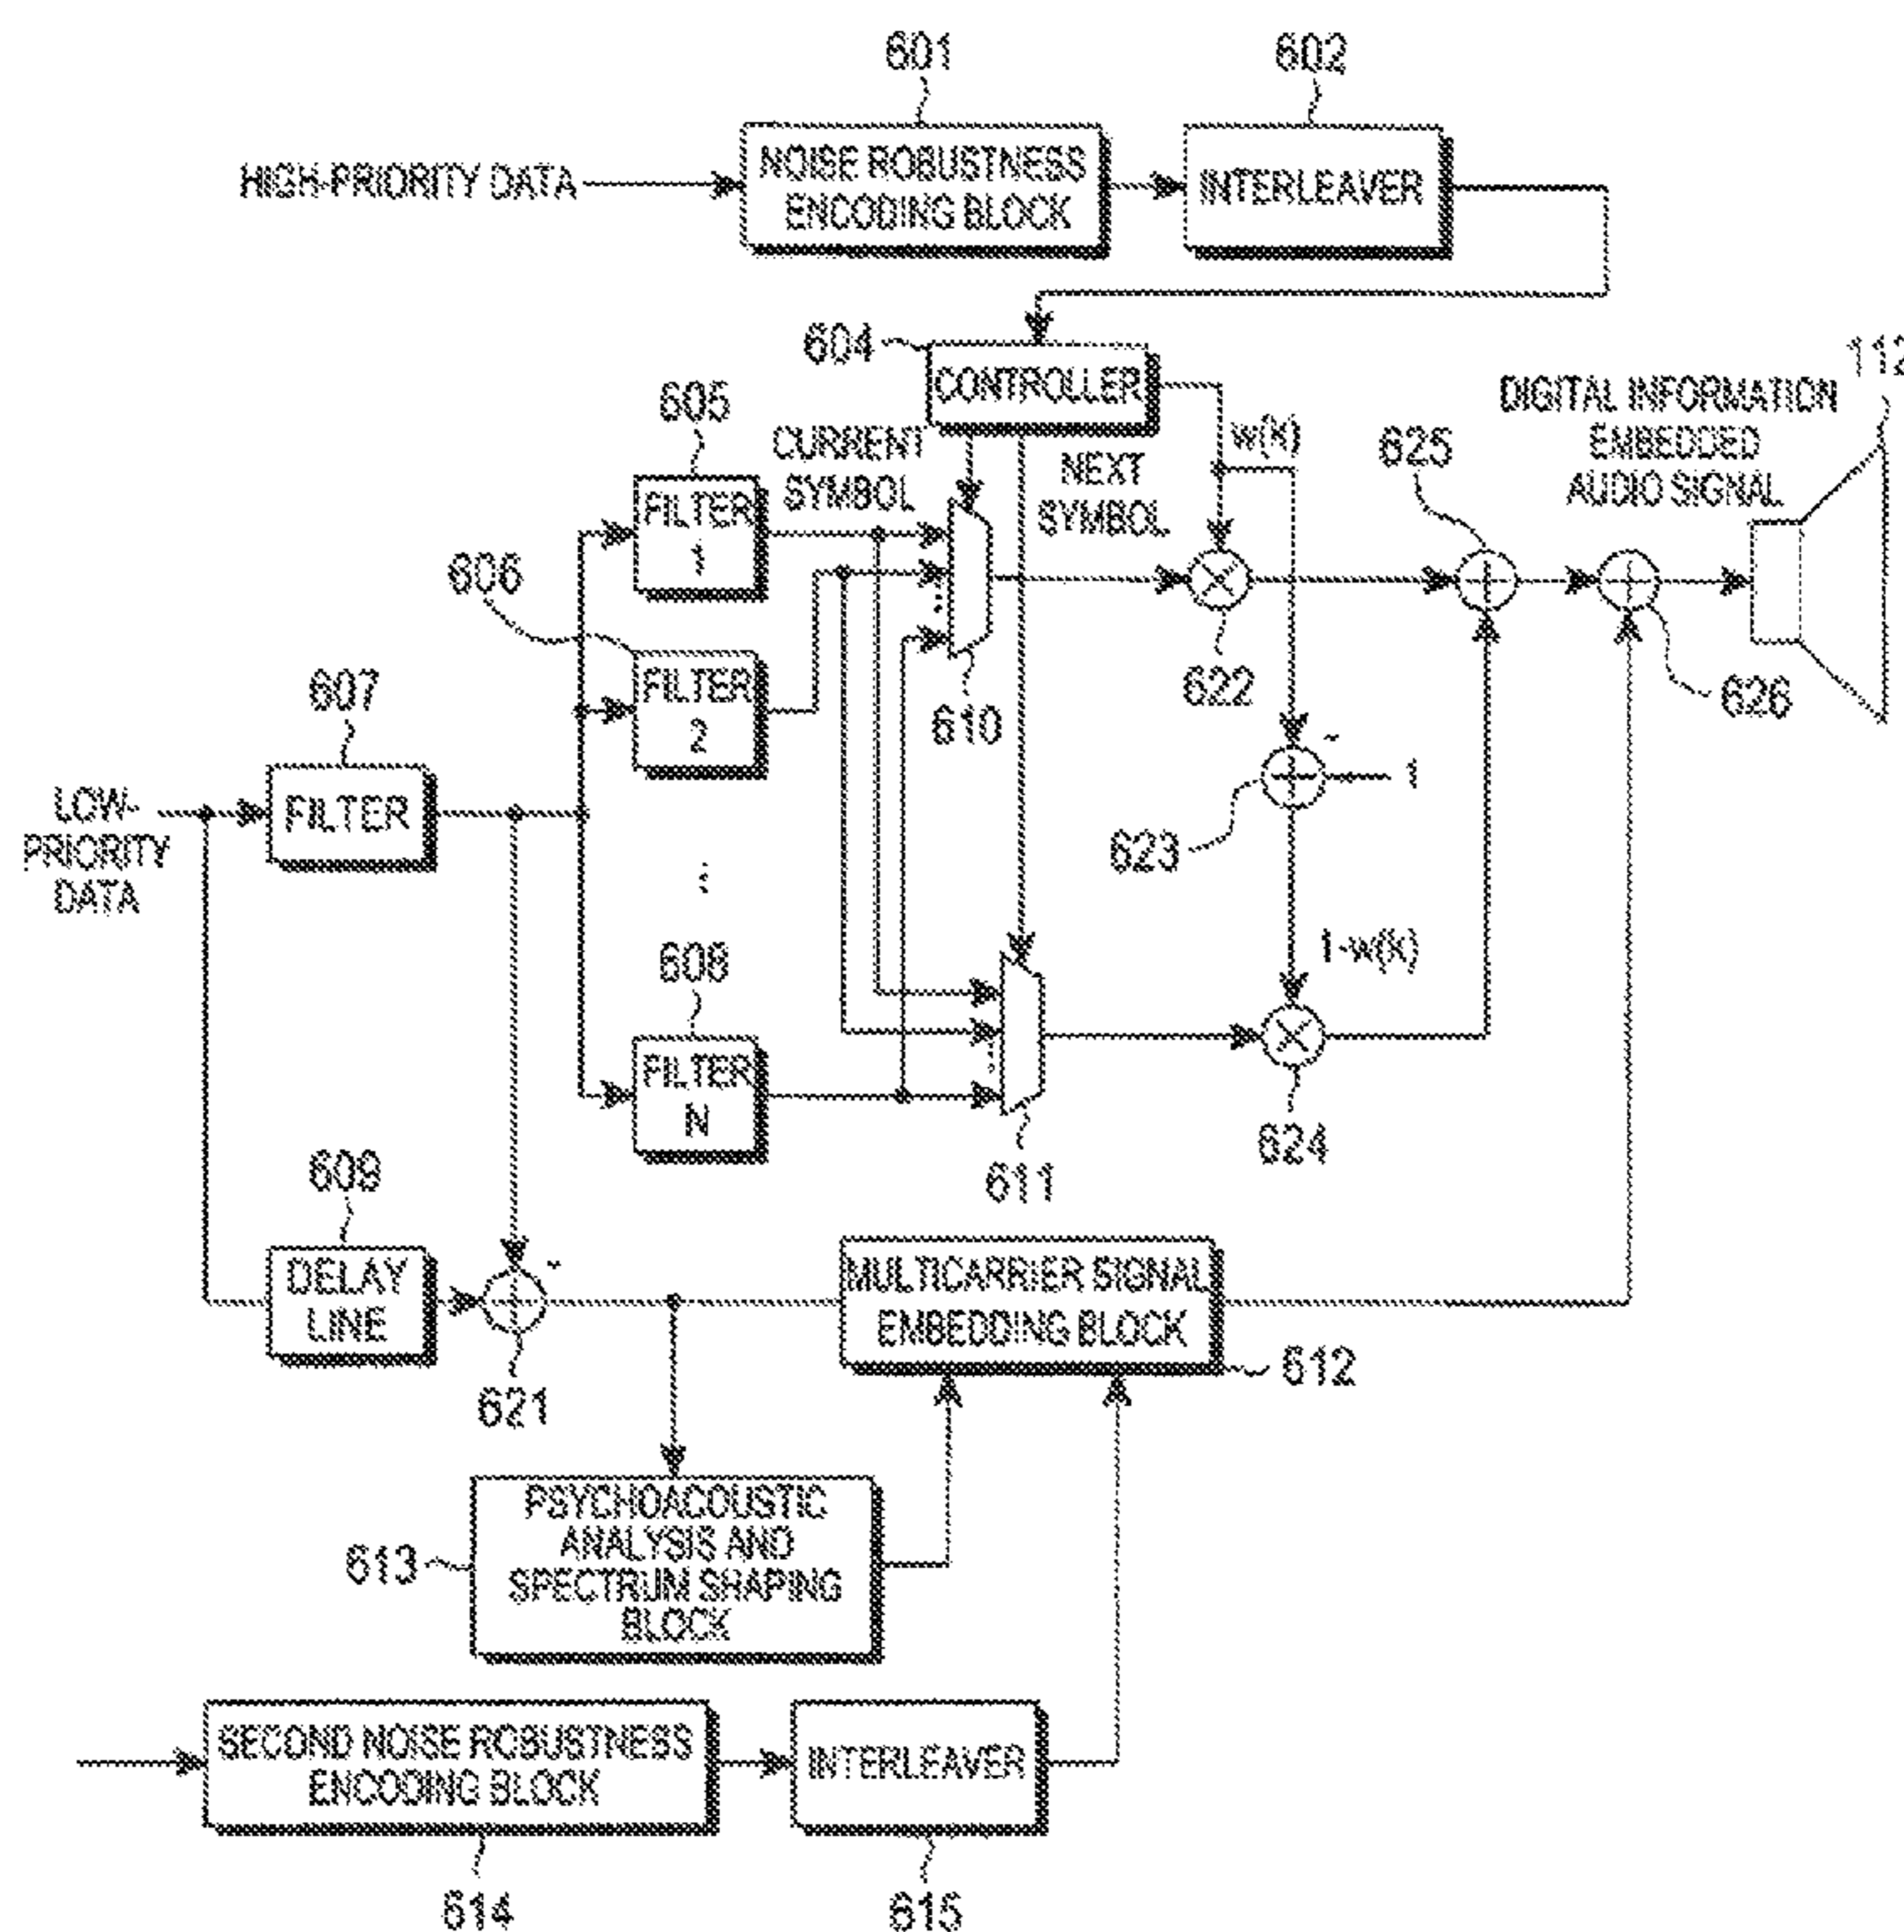 601
602
HIGH-PRIORITY DATA
NOISE ROBUSTNESS
ENCODING BLOCK
INTERLEAVER
604
CONTROLLER
112
605
CURRENT
SYMBOL
w(k)
NEXT
SYMBOL
625
DIGITAL INFORMATION
EMBEDDED
AUDIO SIGNAL
FILTER
1
606
FILTER
2
610
622
626
607
LOW-
PRIORITY
DATA
FILTER
-
1
623
⋮
608
FILTER
N
1-w(k)
611
624
609
DELAY
LINE
-
621
MULTICARRIER SIGNAL
EMBEDDING BLOCK
612
613
PSYCHOACOUSTIC
ANALYSIS AND
SPECTRUM SHAPING
BLOCK
SECOND NOISE ROBUSTNESS
ENCODING BLOCK
INTERLEAVER
614
615